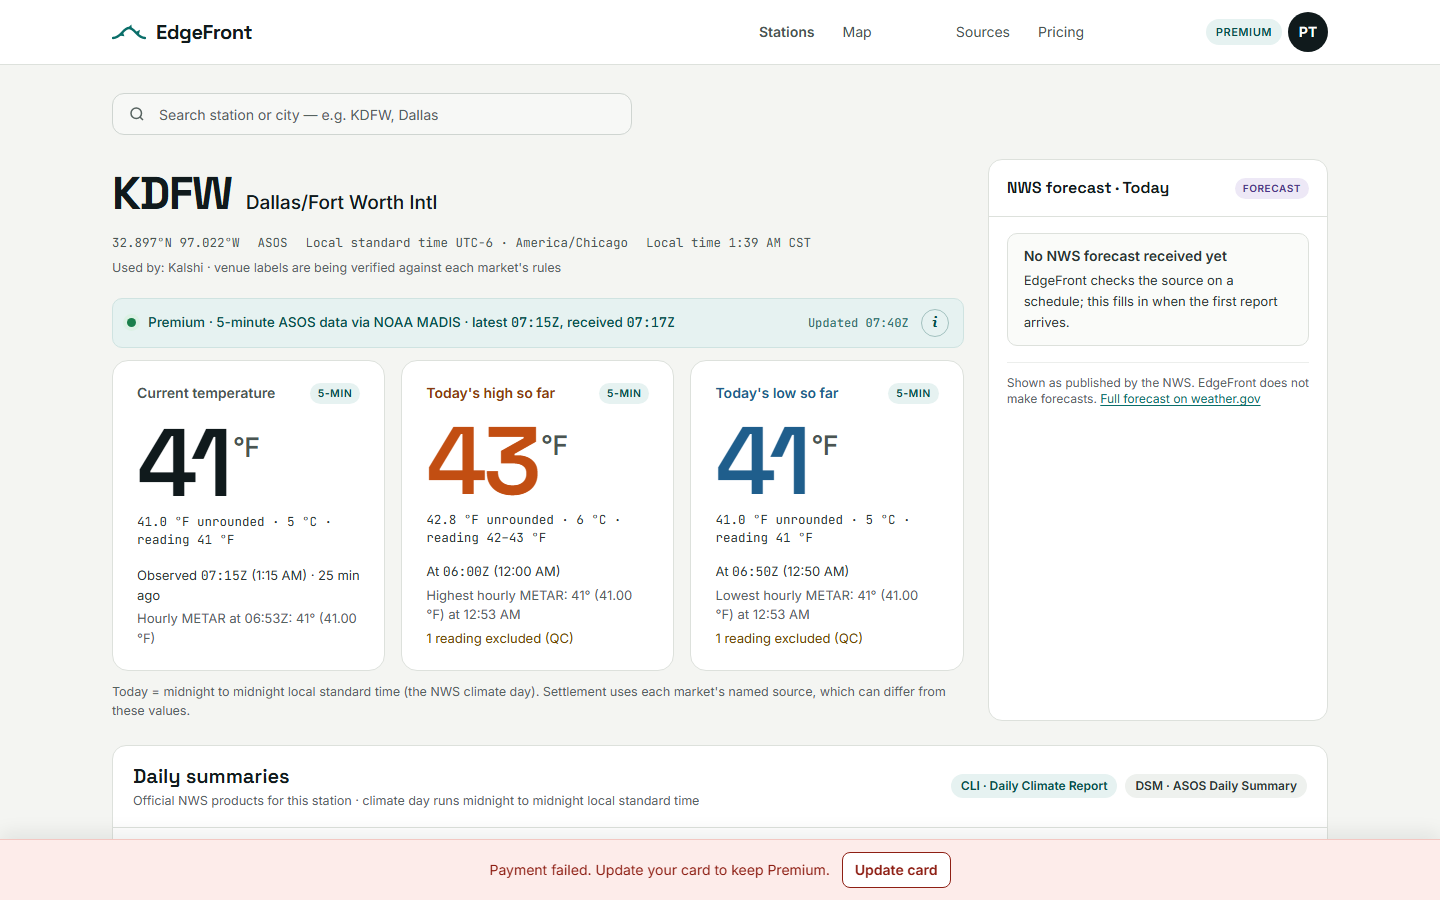 EdgeFront
Stations Map Sources Pricing
PREMIUM PT
Search station or city — e.g. KDFW, Dallas
KDFW Dallas/Fort Worth Intl
32.897°N 97.022°W ASOS Local standard time UTC-6 · America/Chicago Local time 1:39 AM CST
Used by: Kalshi · venue labels are being verified against each market's rules
Premium · 5-minute ASOS data via NOAA MADIS · latest 07:15Z, received 07:17Z
Updated 07:40Z i
Current temperature 5-MIN
41 °F
41.0 °F unrounded · 5 °C ·
reading 41 °F
Observed 07:15Z (1:15 AM) · 25 min
ago
Hourly METAR at 06:53Z: 41° (41.00
°F)
Today's high so far 5-MIN
43 °F
42.8 °F unrounded · 6 °C ·
reading 42–43 °F
At 06:00Z (12:00 AM)
Highest hourly METAR: 41° (41.00
°F) at 12:53 AM
1 reading excluded (QC)
Today's low so far 5-MIN
41 °F
41.0 °F unrounded · 5 °C ·
reading 41 °F
At 06:50Z (12:50 AM)
Lowest hourly METAR: 41° (41.00
°F) at 12:53 AM
1 reading excluded (QC)
Today = midnight to midnight local standard time (the NWS climate day). Settlement uses each market's named source, which can differ from
these values.
NWS forecast · Today FORECAST
No NWS forecast received yet
EdgeFront checks the source on a
schedule; this fills in when the first report
arrives.
Shown as published by the NWS. EdgeFront does not
make forecasts. Full forecast on weather.gov
Daily summaries
Official NWS products for this station · climate day runs midnight to midnight local standard time
CLI · Daily Climate Report DSM · ASOS Daily Summary
Payment failed. Update your card to keep Premium. Update card